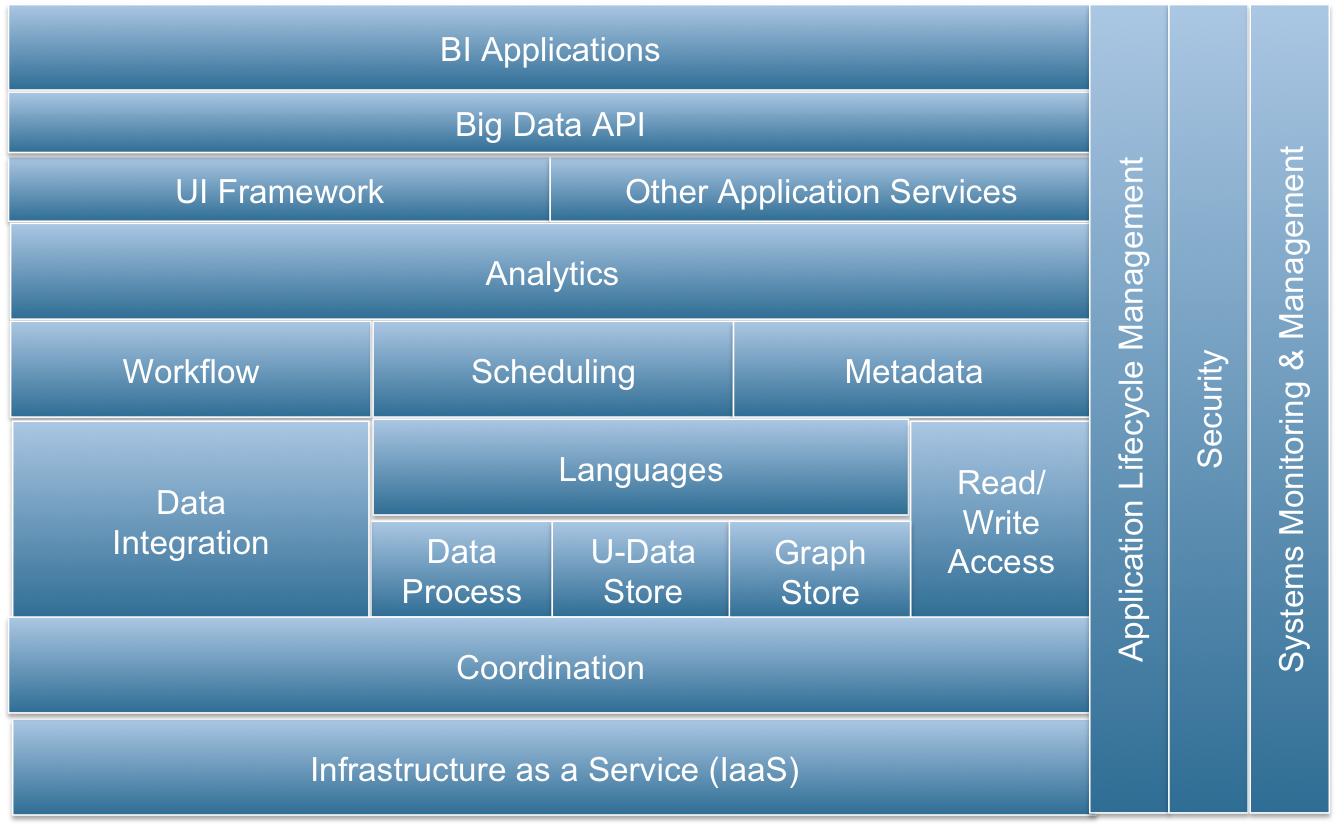 BI Applications
Big Data API
UI Framework
Other Application Services
Analytics
Workflow
Scheduling
Metadata
Data
Integration
Languages
Data
Process
U-Data
Store
Graph
Store
Read/
Write
Access
Coordination
Infrastructure as a Service (IaaS)
Application Lifecycle Management
Security
Systems Monitoring & Management